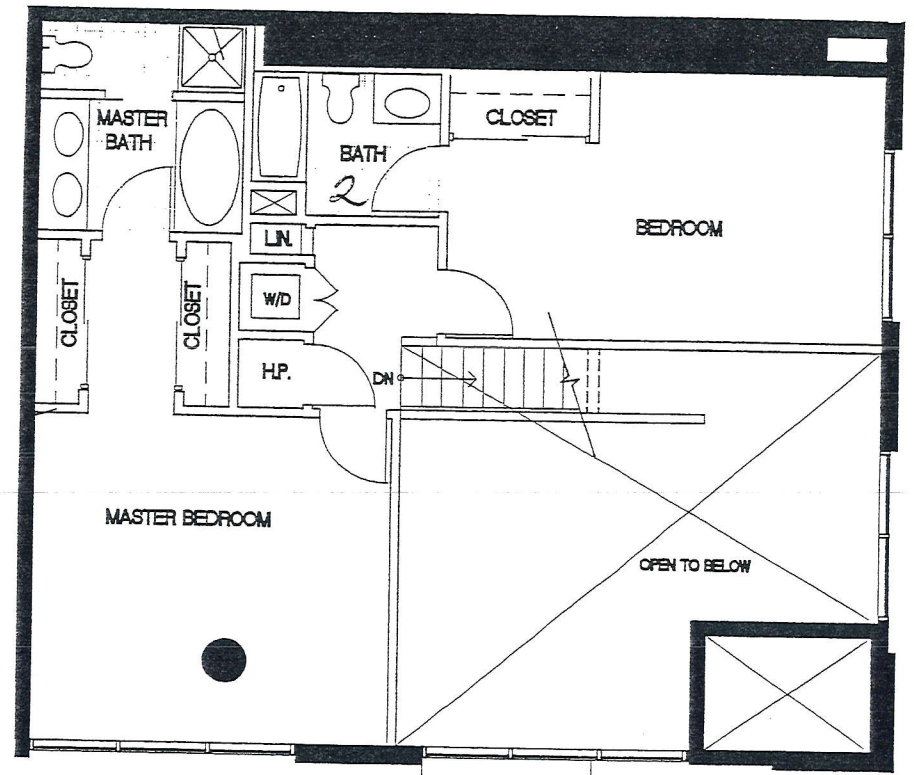 MASTER
BATH
CLOSET
BATH
2
BEDROOM
LIN.
W/D
CLOSET
CLOSET
H.P.
DN
MASTER BEDROOM
OPEN TO BELOW